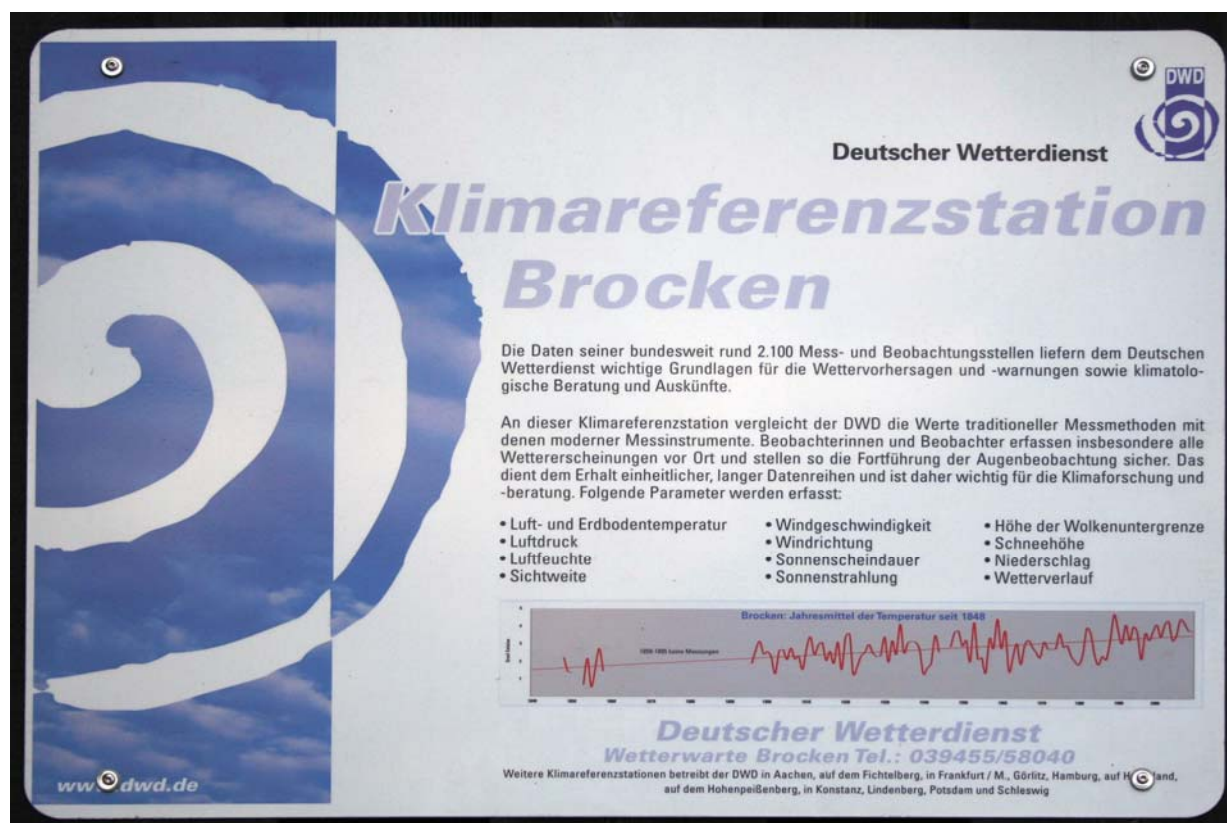 DWD
Deutscher Wetterdienst
Klimareferenzstation
Brocken
Die Daten seiner bundesweit rund 2.100 Mess- und Beobachtungsstellen liefern dem Deutschen
Wetterdienst wichtige Grundlagen für die Wettervorhersagen und -warnungen sowie klimatolo-
gische Beratung und Auskünfte.
An dieser Klimareferenzstation vergleicht der DWD die Werte traditioneller Messmethoden mit
denen moderner Messinstrumente. Beobachterinnen und Beobachter erfassen insbesondere alle
Wettererscheinungen vor Ort und stellen so die Fortführung der Augenbeobachtung sicher. Das
dient dem Erhalt einheitlicher, langer Datenreihen und ist daher wichtig für die Klimaforschung und
-beratung. Folgende Parameter werden erfasst:
• Luft- und Erdbodentemperatur
• Luftdruck
• Luftfeuchte
• Sichtweite
• Windgeschwindigkeit
• Windrichtung
• Sonnenscheindauer
• Sonnenstrahlung
• Höhe der Wolkenuntergrenze
• Schneehöhe
• Niederschlag
• Wetterverlauf
Brocken: Jahresmittel der Temperatur seit 1848
keine Messungen
Deutscher Wetterdienst
Wetterwarte Brocken Tel.: 039455/58040
Weitere Klimareferenzstationen betreibt der DWD in Aachen, auf dem Fichtelberg, in Frankfurt / M., Görlitz, Hamburg, auf
auf dem Hohenpeißenberg, in Konstanz, Lindenberg, Potsdam und Schleswig
www.dwd.de